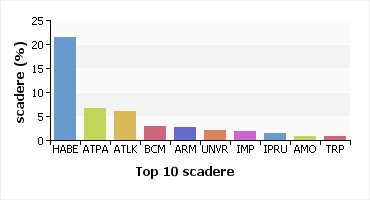 scadere (%)
25
20
15
10
5
0
HABE ATPA ATLK BCM ARM UNVR IMP IPRU AMO TRP
Top 10 scadere